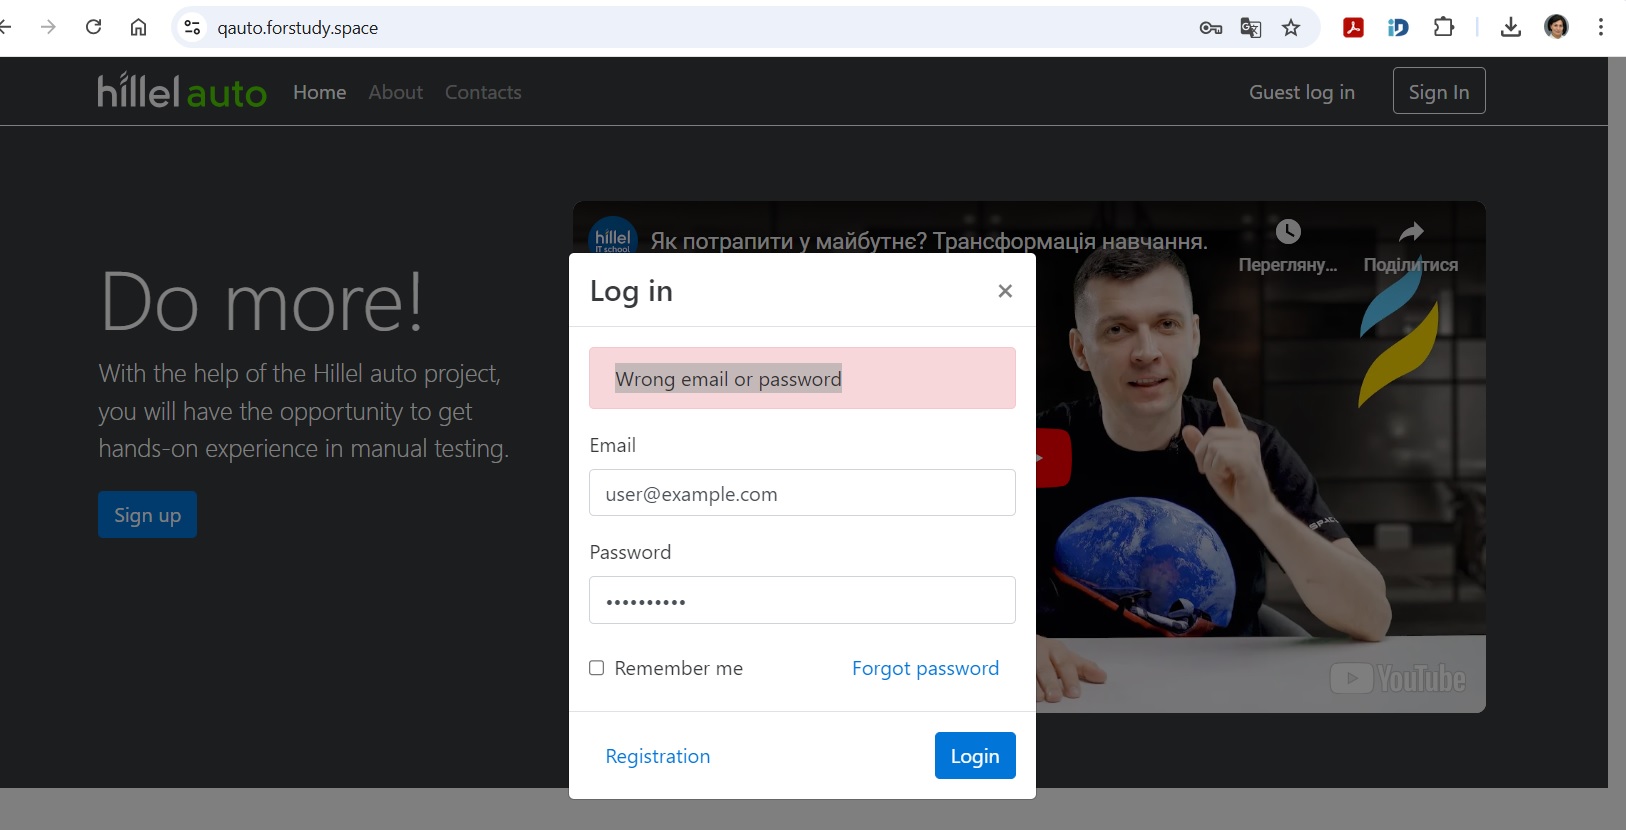 qauto.forstudy.space
hillel auto Home About Contacts Guest log in Sign In
hillel
IT school
Як потрапити у майбутнє? Трансформація навчання.
Перегляну... Поділитися
Do more!
With the help of the Hillel auto project,
you will have the opportunity to get
hands-on experience in manual testing.
Sign up
Log in
×
Wrong email or password
Email
user@example.com
Password
••••••••••
Remember me Forgot password
Registration Login
YouTube